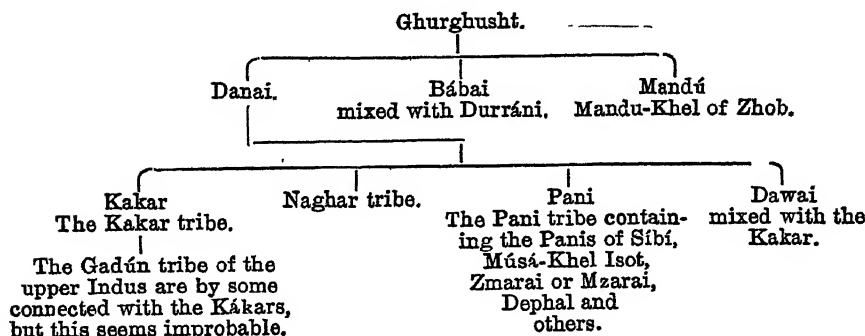 Ghurghusht.
Danai.
Bábai
mixed with Durráni.
Mandú
Mandu-Khel of Zhob.
Kakar
The Kakar tribe.
The Gadún tribe of the
upper Indus are by some
connected with the Kákars,
but this seems improbable.
Naghar tribe.
Pani
The Pani tribe contain-
ing the Panis of Síbí,
Músá-Khel Isot,
Zmarai or Mzarai,
Dephal and
others.
Dawai
mixed with the
Kakar.